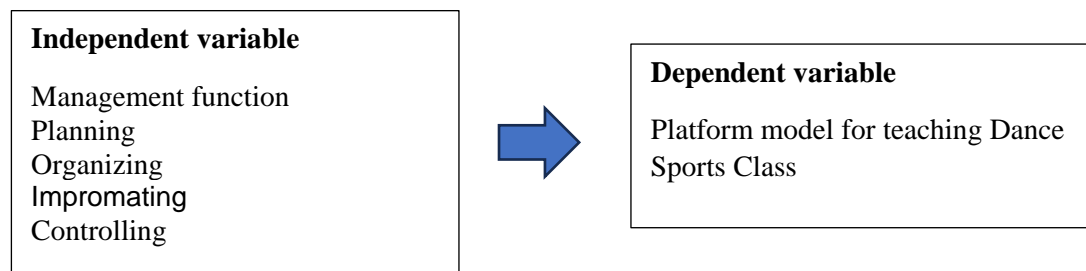 Independent variable
Management function
Planning
Organizing
Impromating
Controlling
Dependent variable
Platform model for teaching Dance
Sports Class